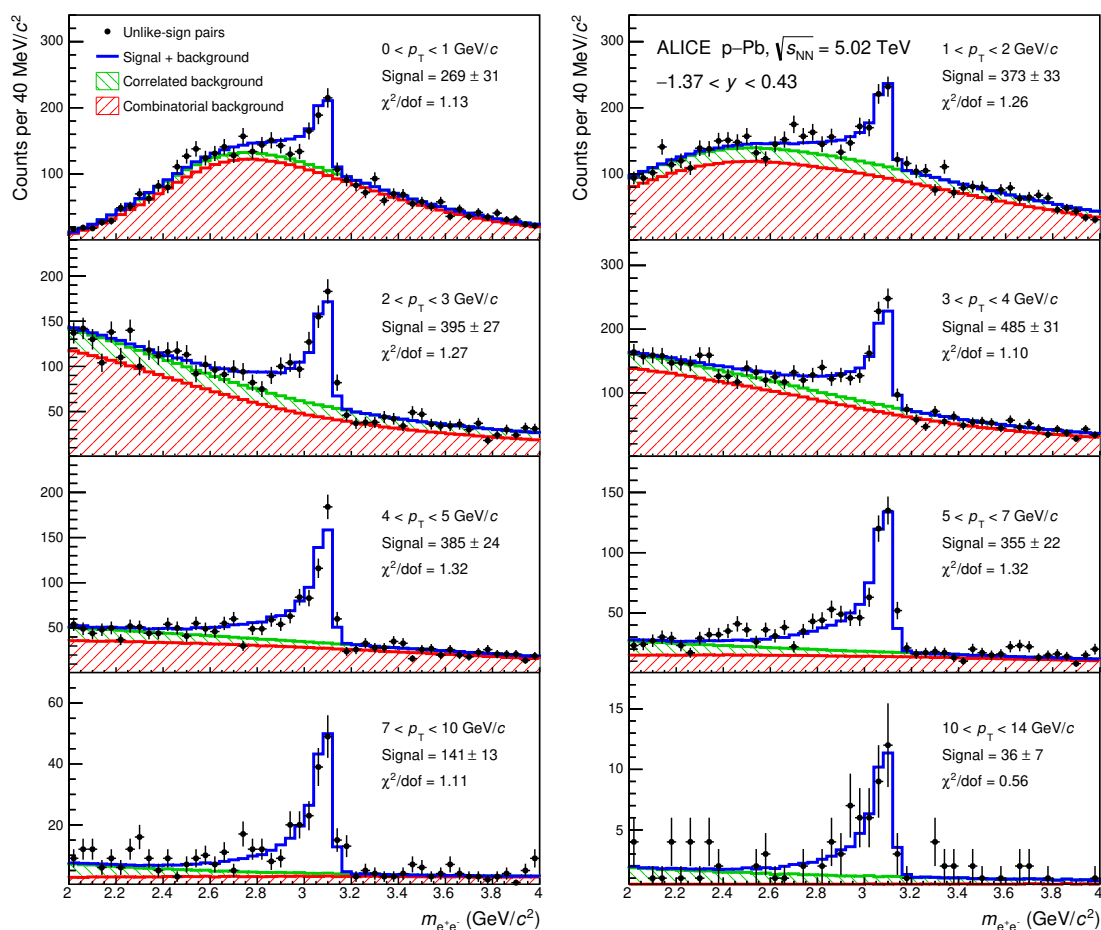 Counts per 40 MeV/c²
300
200
100
Unlike-sign pairs
Signal + background
Correlated background
Combinatorial background
0 < p_T < 1 GeV/c
Signal = 269 ± 31
χ²/dof = 1.13
Counts per 40 MeV/c²
300
200
100
ALICE p–Pb, √s_NN = 5.02 TeV
−1.37 < y < 0.43
1 < p_T < 2 GeV/c
Signal = 373 ± 33
χ²/dof = 1.26
200
150
100
50
2 < p_T < 3 GeV/c
Signal = 395 ± 27
χ²/dof = 1.27
300
200
100
3 < p_T < 4 GeV/c
Signal = 485 ± 31
χ²/dof = 1.10
200
150
100
50
4 < p_T < 5 GeV/c
Signal = 385 ± 24
χ²/dof = 1.32
150
100
50
5 < p_T < 7 GeV/c
Signal = 355 ± 22
χ²/dof = 1.32
60
40
20
7 < p_T < 10 GeV/c
Signal = 141 ± 13
χ²/dof = 1.11
15
10
5
10 < p_T < 14 GeV/c
Signal = 36 ± 7
χ²/dof = 0.56
2 2.2 2.4 2.6 2.8 3 3.2 3.4 3.6 3.8 4
m_e⁺e⁻ (GeV/c²)
2 2.2 2.4 2.6 2.8 3 3.2 3.4 3.6 3.8 4
m_e⁺e⁻ (GeV/c²)